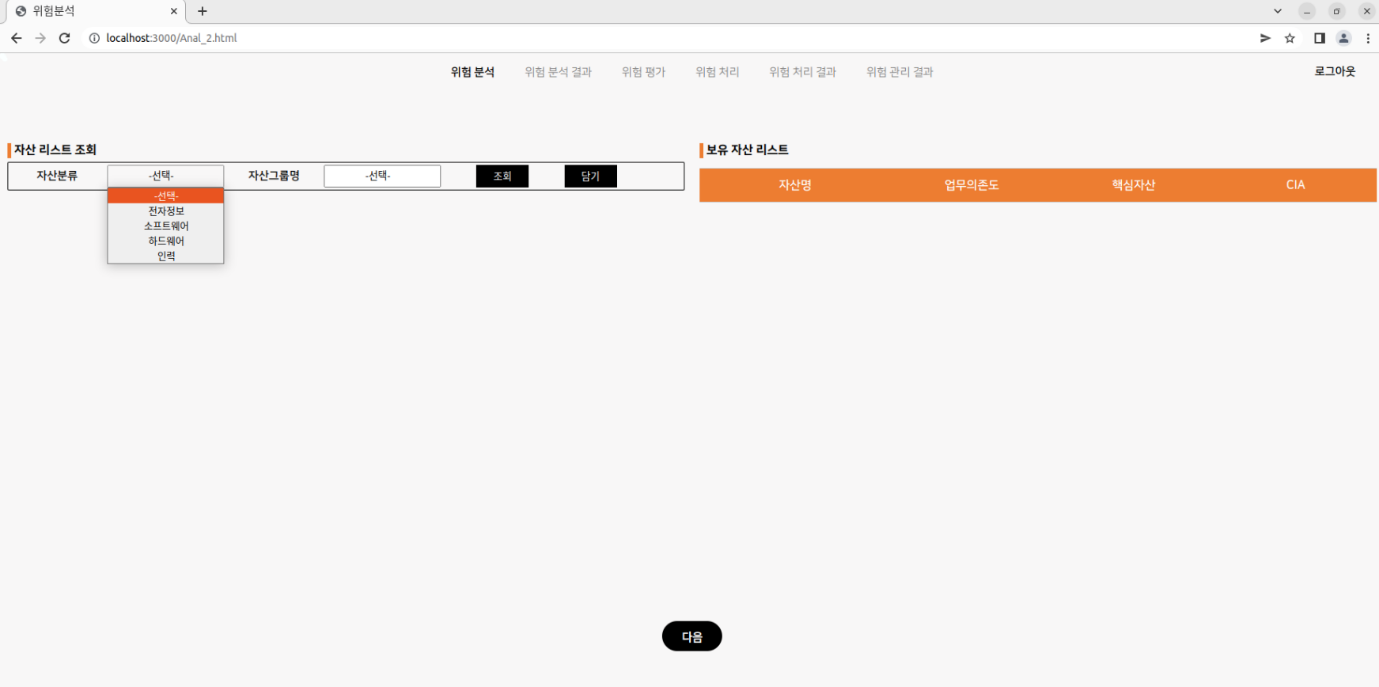 위험분석
localhost:3000/Anal_2.html
위험 분석 위험 분석 결과 위험 평가 위험 처리 위험 처리 결과 위험 관리 결과 로그아웃
자산 리스트 조회
자산분류 -선택- 자산그룹명 -선택- 조회 담기
-선택-
전자정보
소프트웨어
하드웨어
인력
보유 자산 리스트
자산명 업무의존도 핵심자산 CIA
다음